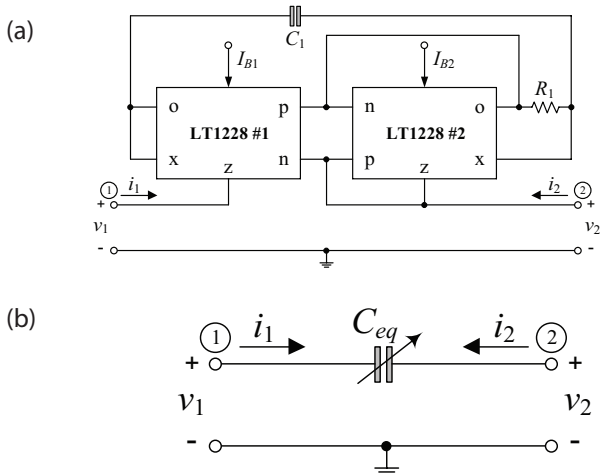 (a)
C1
IB1 IB2
R1
o p n o
LT1228 #1 LT1228 #2
x n p x
z z
1 i1 i2 2
+ +
v1 v2
- -
(b)
Ceq
1 i1 i2 2
+ +
v1 v2
- -